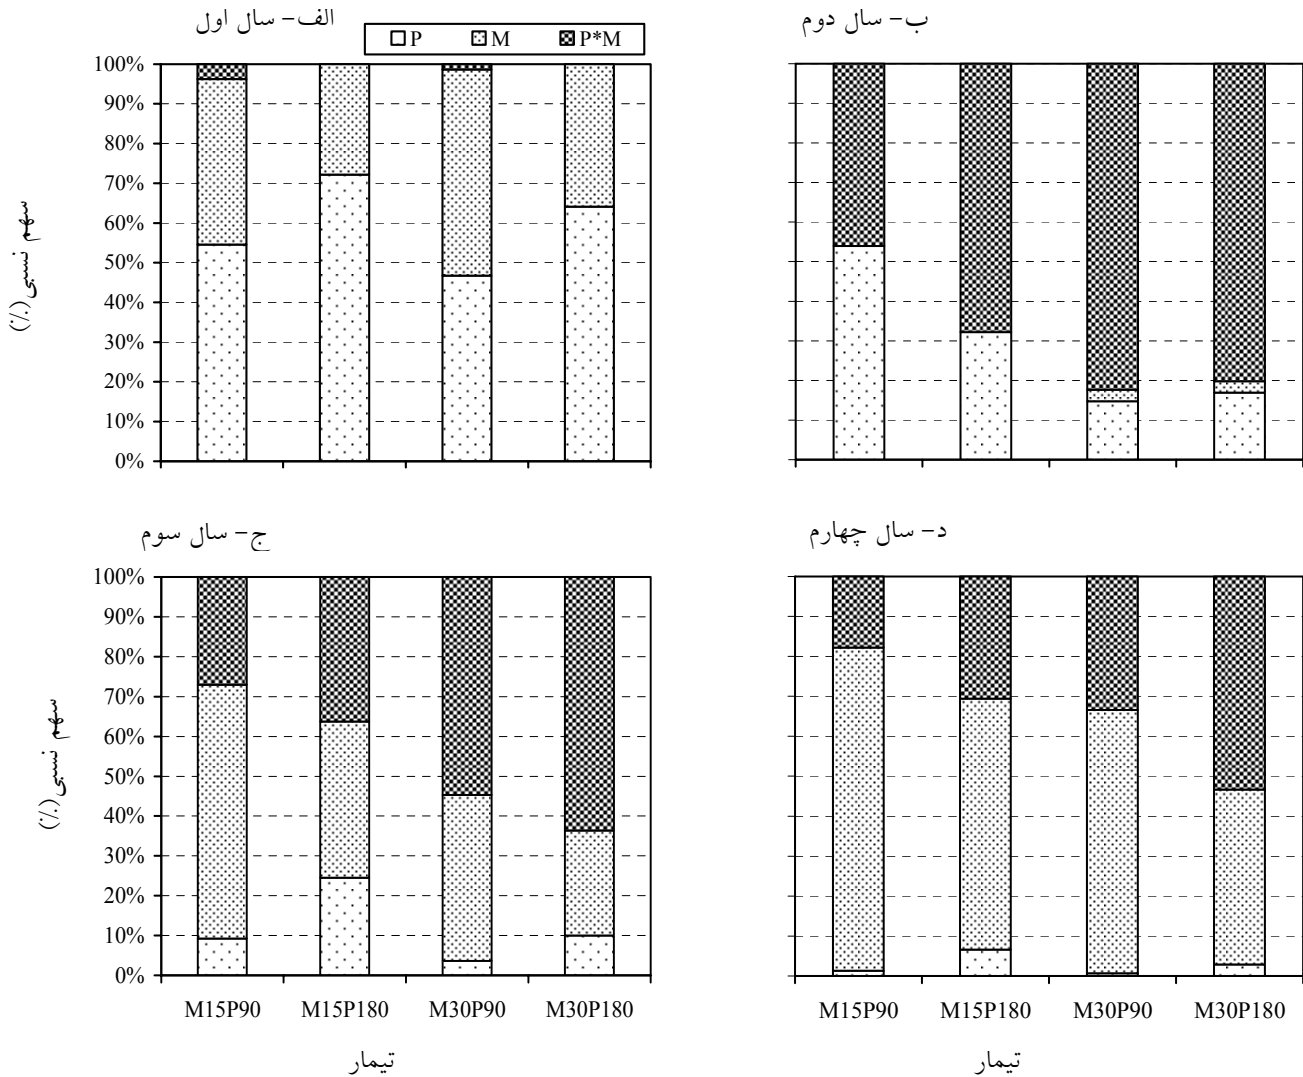 الف- سال اول
P M P*M
ب- سال دوم
100%
90%
80%
70%
60%
50%
40%
30%
20%
10%
0%
سهم نسبی(%)
ج- سال سوم
د- سال چهارم
100%
90%
80%
70%
60%
50%
40%
30%
20%
10%
0%
سهم نسبی(%)
M15P90 M15P180 M30P90 M30P180
M15P90 M15P180 M30P90 M30P180
تیمار
تیمار